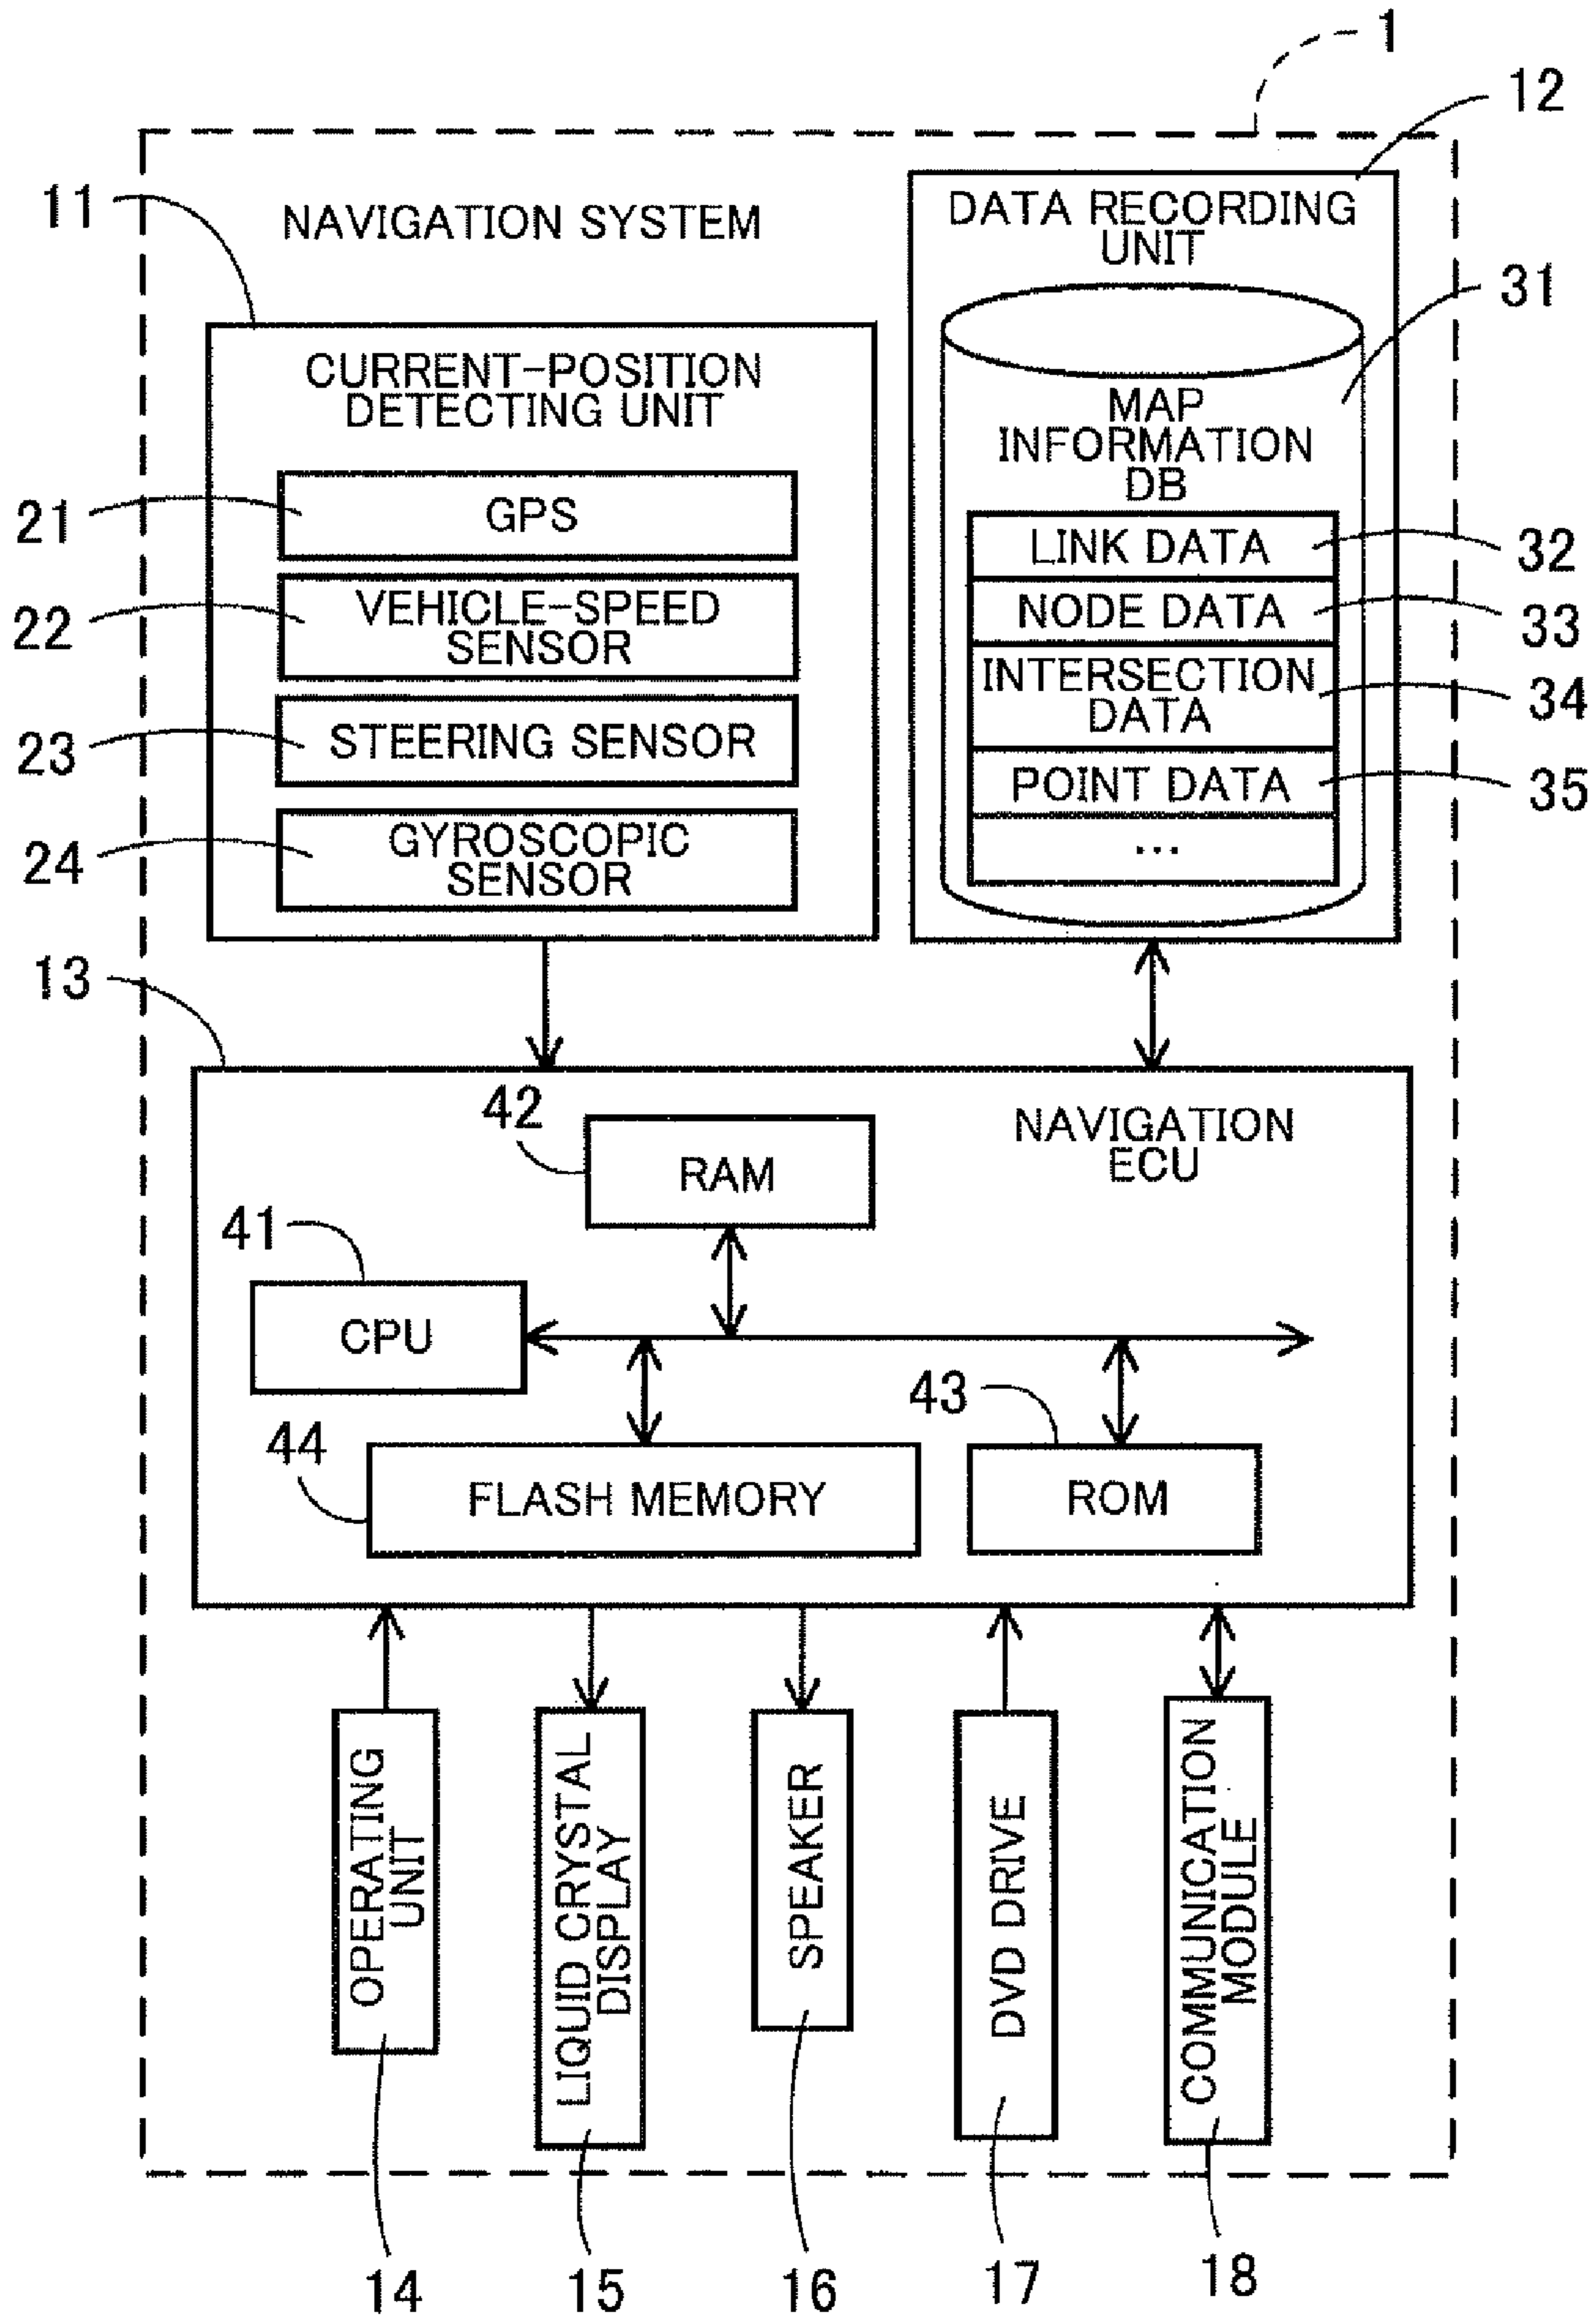 1
12
11
NAVIGATION SYSTEM
DATA RECORDING
UNIT
31
CURRENT-POSITION
DETECTING UNIT
MAP
INFORMATION
DB
21
GPS
LINK DATA
32
22
VEHICLE-SPEED
SENSOR
NODE DATA
33
INTERSECTION
DATA
34
23
STEERING SENSOR
POINT DATA
35
24
GYROSCOPIC
SENSOR
...
13
42
RAM
NAVIGATION
ECU
41
CPU
43
44
FLASH MEMORY
ROM
OPERATING
UNIT
LIQUID CRYSTAL
DISPLAY
SPEAKER
DVD DRIVE
COMMUNICATION
MODULE
14
15
16
17
18